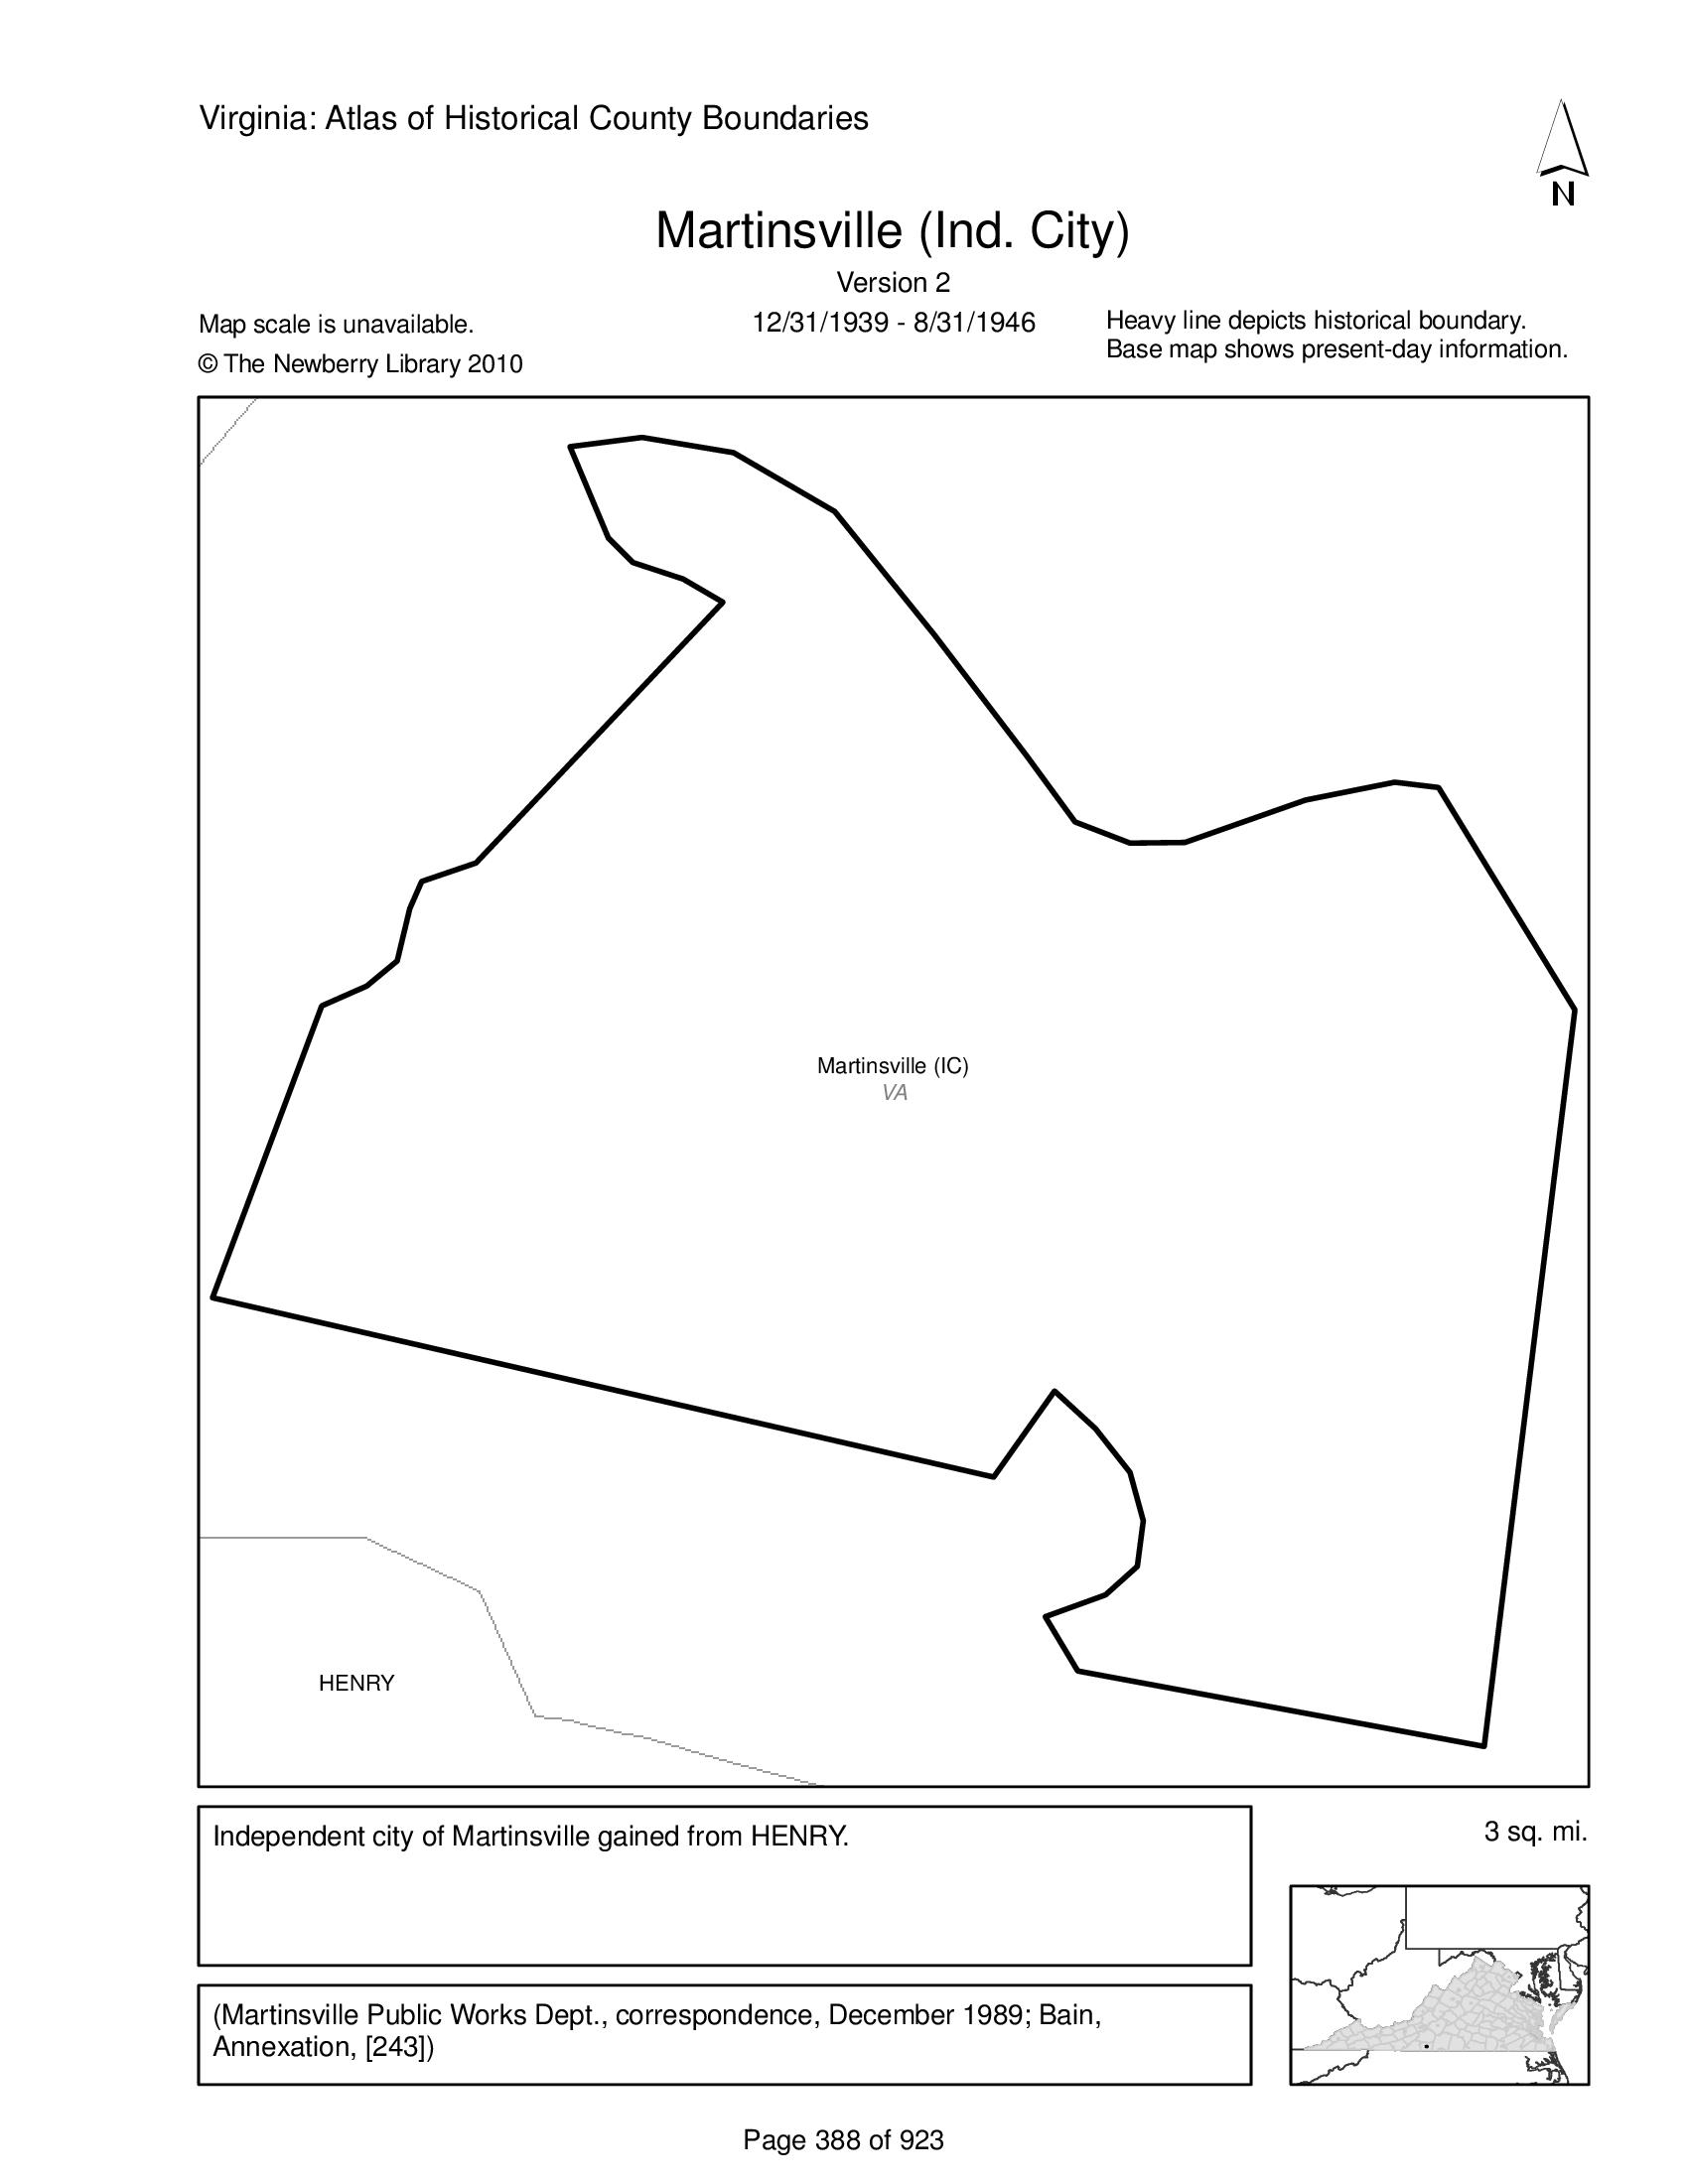 Virginia: Atlas of Historical County Boundaries
N
Martinsville (Ind. City)
Version 2
Map scale is unavailable.
12/31/1939 - 8/31/1946
Heavy line depicts historical boundary.
Base map shows present-day information.
© The Newberry Library 2010
Martinsville (IC)
VA
HENRY
Independent city of Martinsville gained from HENRY.
3 sq. mi.
(Martinsville Public Works Dept., correspondence, December 1989; Bain,
Annexation, [243])
Page 388 of 923